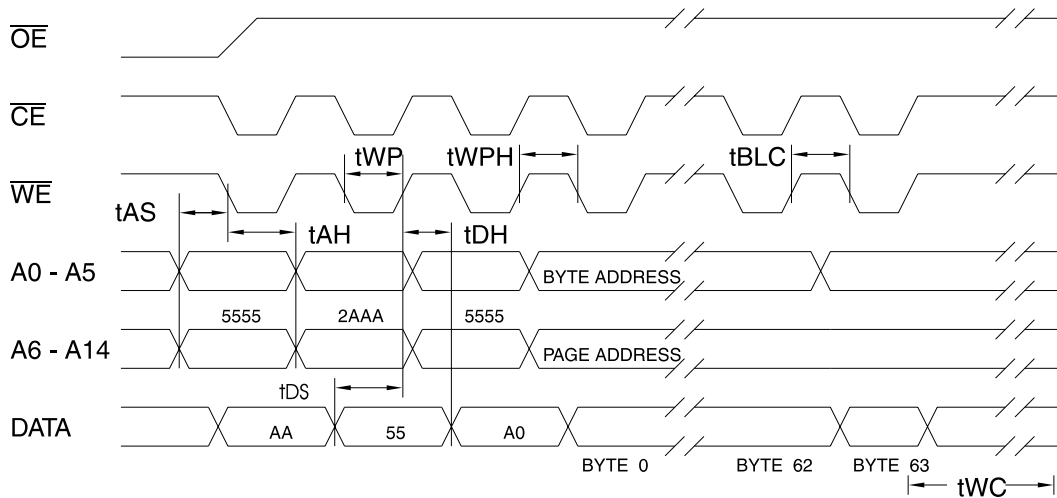 OE
CE
tWP tWPH tBLC
WE
tAS
tAH tDH
A0 - A5 BYTE ADDRESS
5555 2AAA 5555
A6 - A14 PAGE ADDRESS
tDS
DATA AA 55 A0
BYTE 0 BYTE 62 BYTE 63
tWC